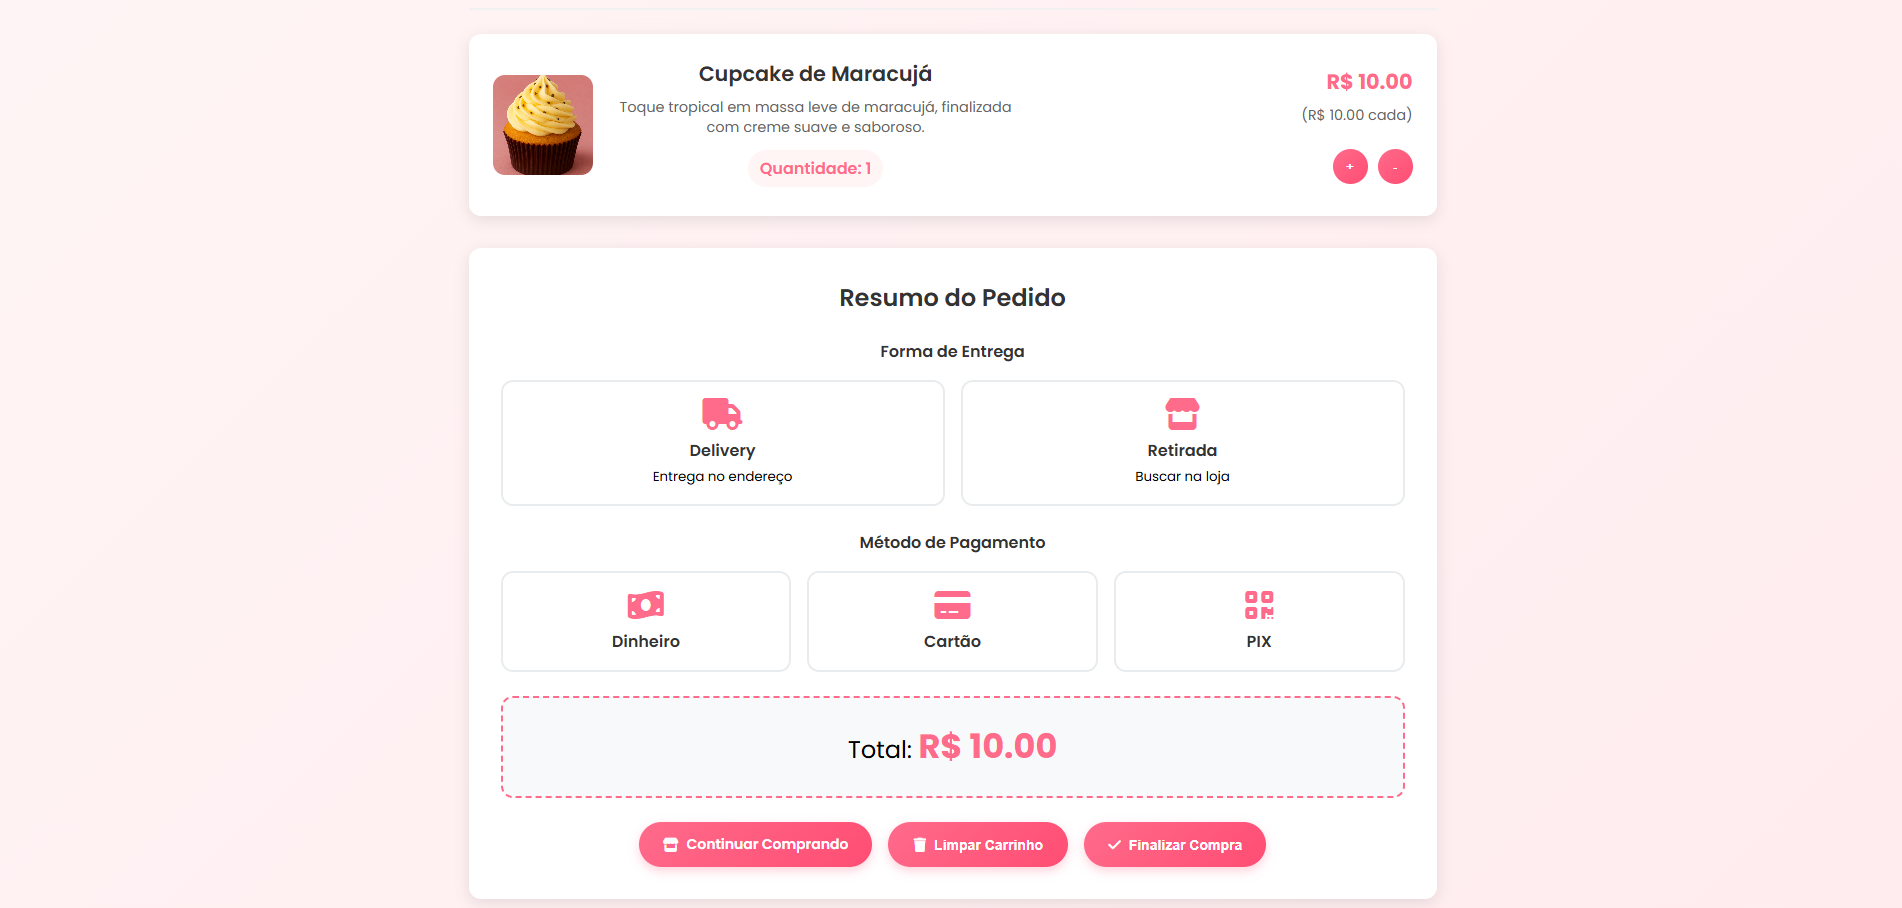 Cupcake de Maracujá
Toque tropical em massa leve de maracujá, finalizada
com creme suave e saboroso.
Quantidade: 1
R$ 10.00
(R$ 10.00 cada)
+
-
Resumo do Pedido
Forma de Entrega
Delivery
Entrega no endereço
Retirada
Buscar na loja
Método de Pagamento
Dinheiro
Cartão
PIX
Total: R$ 10.00
Continuar Comprando
Limpar Carrinho
Finalizar Compra